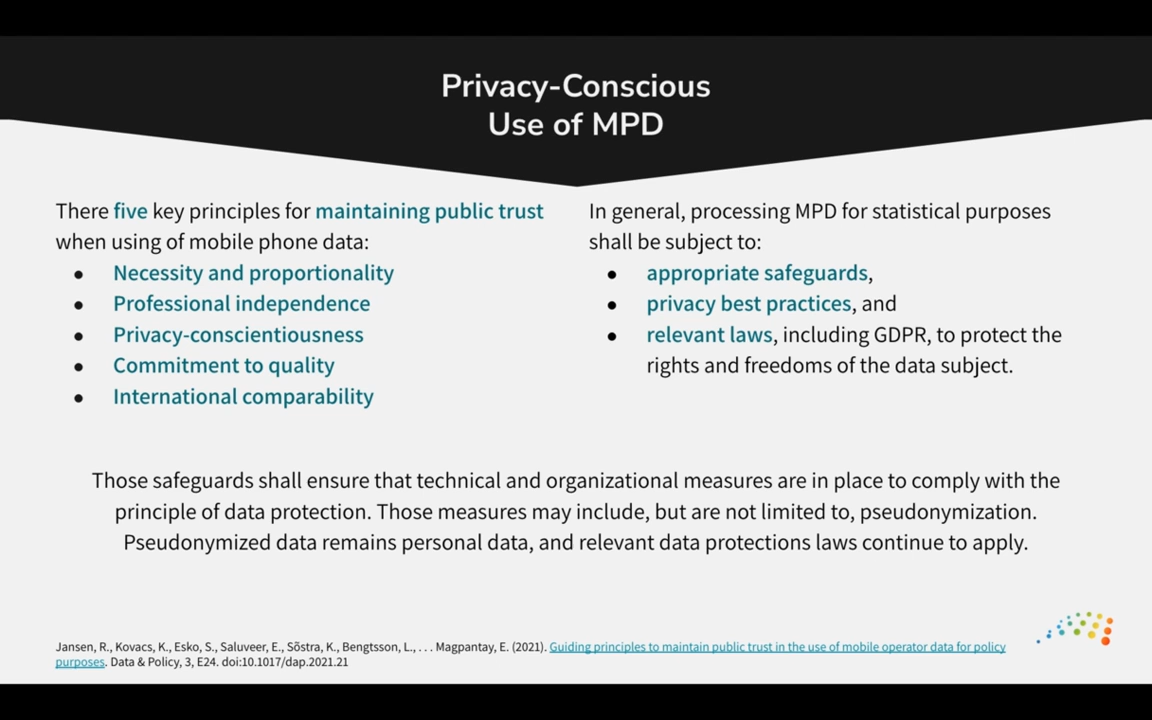 Privacy-Conscious
Use of MPD
There five key principles for maintaining public trust
when using of mobile phone data:
● Necessity and proportionality
● Professional independence
● Privacy-conscientiousness
● Commitment to quality
● International comparability
In general, processing MPD for statistical purposes
shall be subject to:
● appropriate safeguards,
● privacy best practices, and
● relevant laws, including GDPR, to protect the
rights and freedoms of the data subject.
Those safeguards shall ensure that technical and organizational measures are in place to comply with the
principle of data protection. Those measures may include, but are not limited to, pseudonymization.
Pseudonymized data remains personal data, and relevant data protections laws continue to apply.
Jansen, R., Kovacs, K., Esko, S., Saluveer, E., Sõstra, K., Bengtsson, L., . . . Magpantay, E. (2021). Guiding principles to maintain public trust in the use of mobile operator data for policy
purposes. Data & Policy, 3, E24. doi:10.1017/dap.2021.21